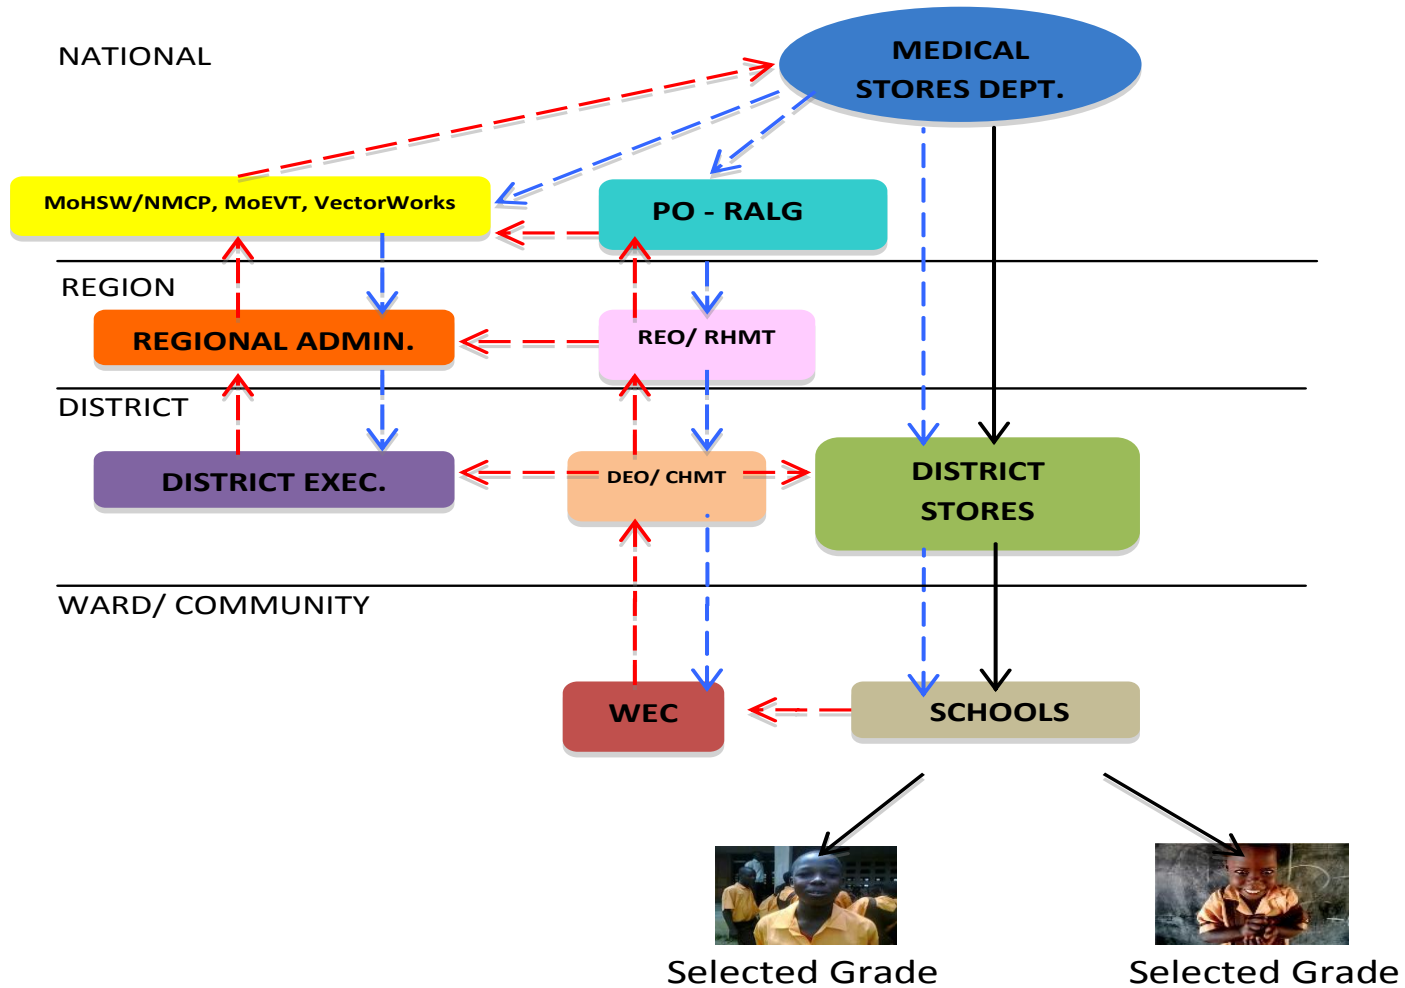 NATIONAL
MEDICAL
STORES DEPT.
MoHSW/NMCP, MoEVT, VectorWorks
PO - RALG
REGION
REGIONAL ADMIN.
REO/ RHMT
DISTRICT
DISTRICT EXEC.
DEO/ CHMT
DISTRICT
STORES
WARD/ COMMUNITY
WEC
SCHOOLS
Selected Grade
Selected Grade